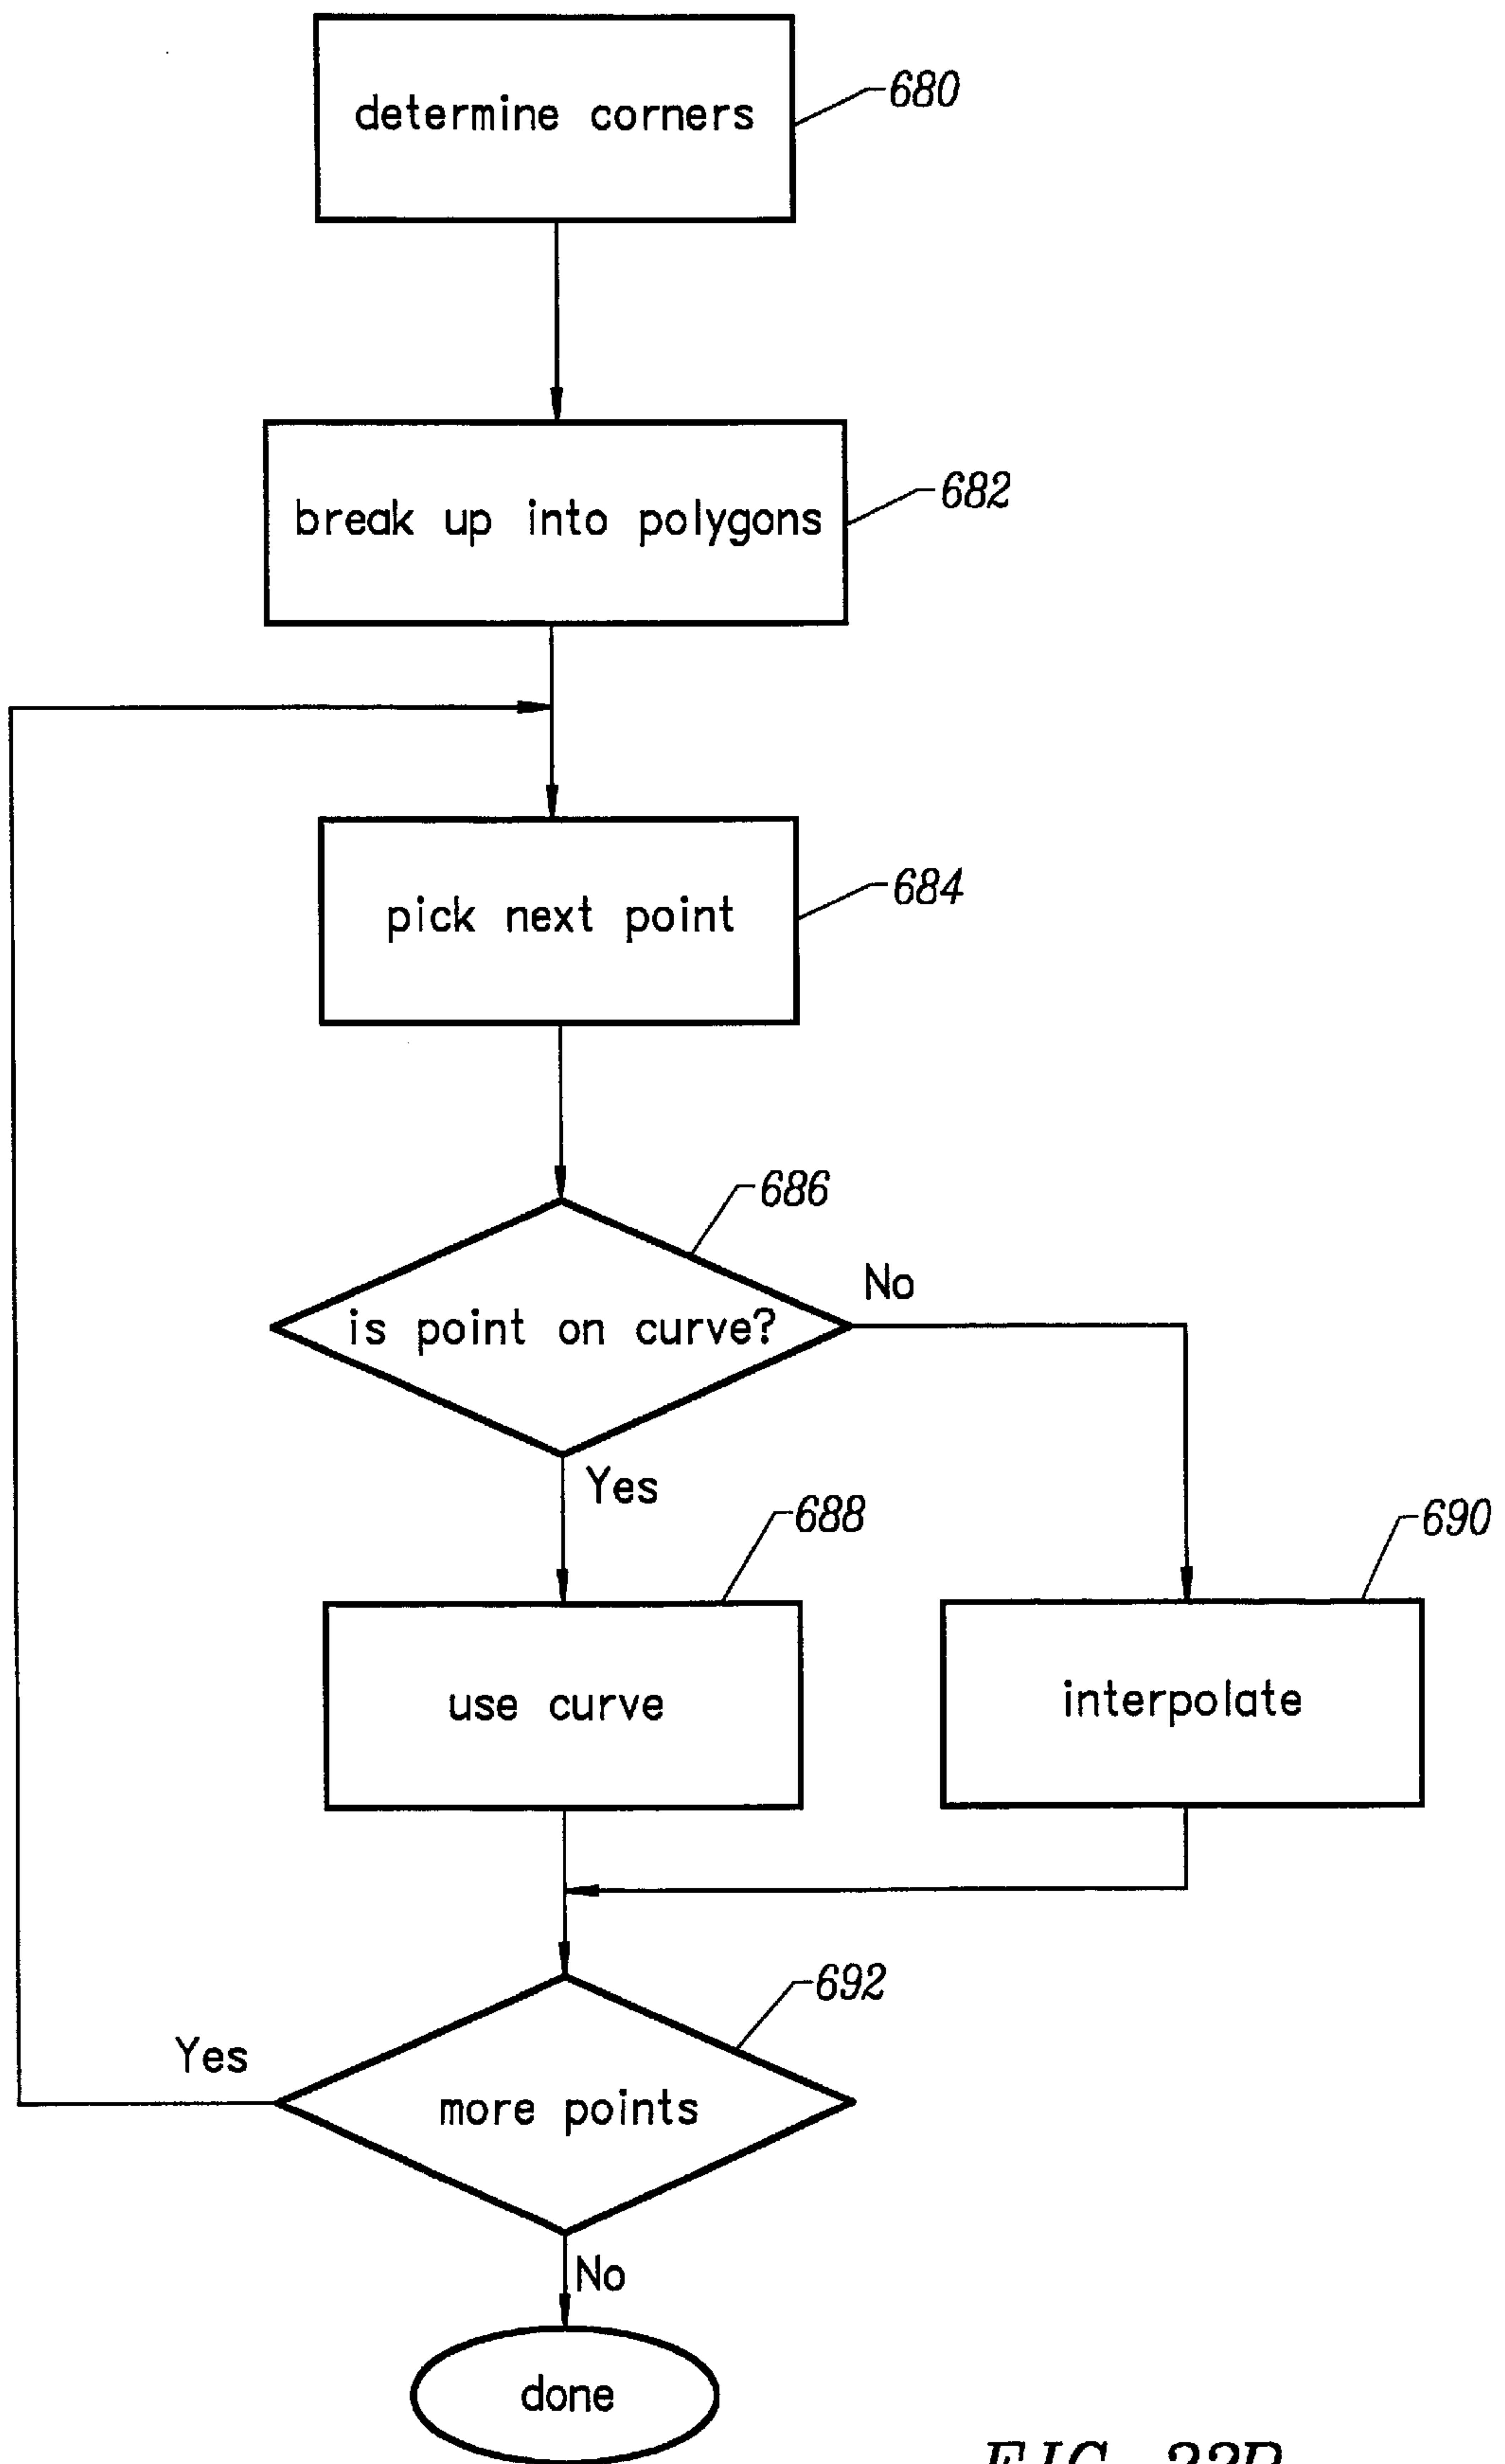 determine corners
680
break up into polygons
682
pick next point
684
686
is point on curve?
No
Yes
688
690
use curve
interpolate
692
Yes
more points
No
done